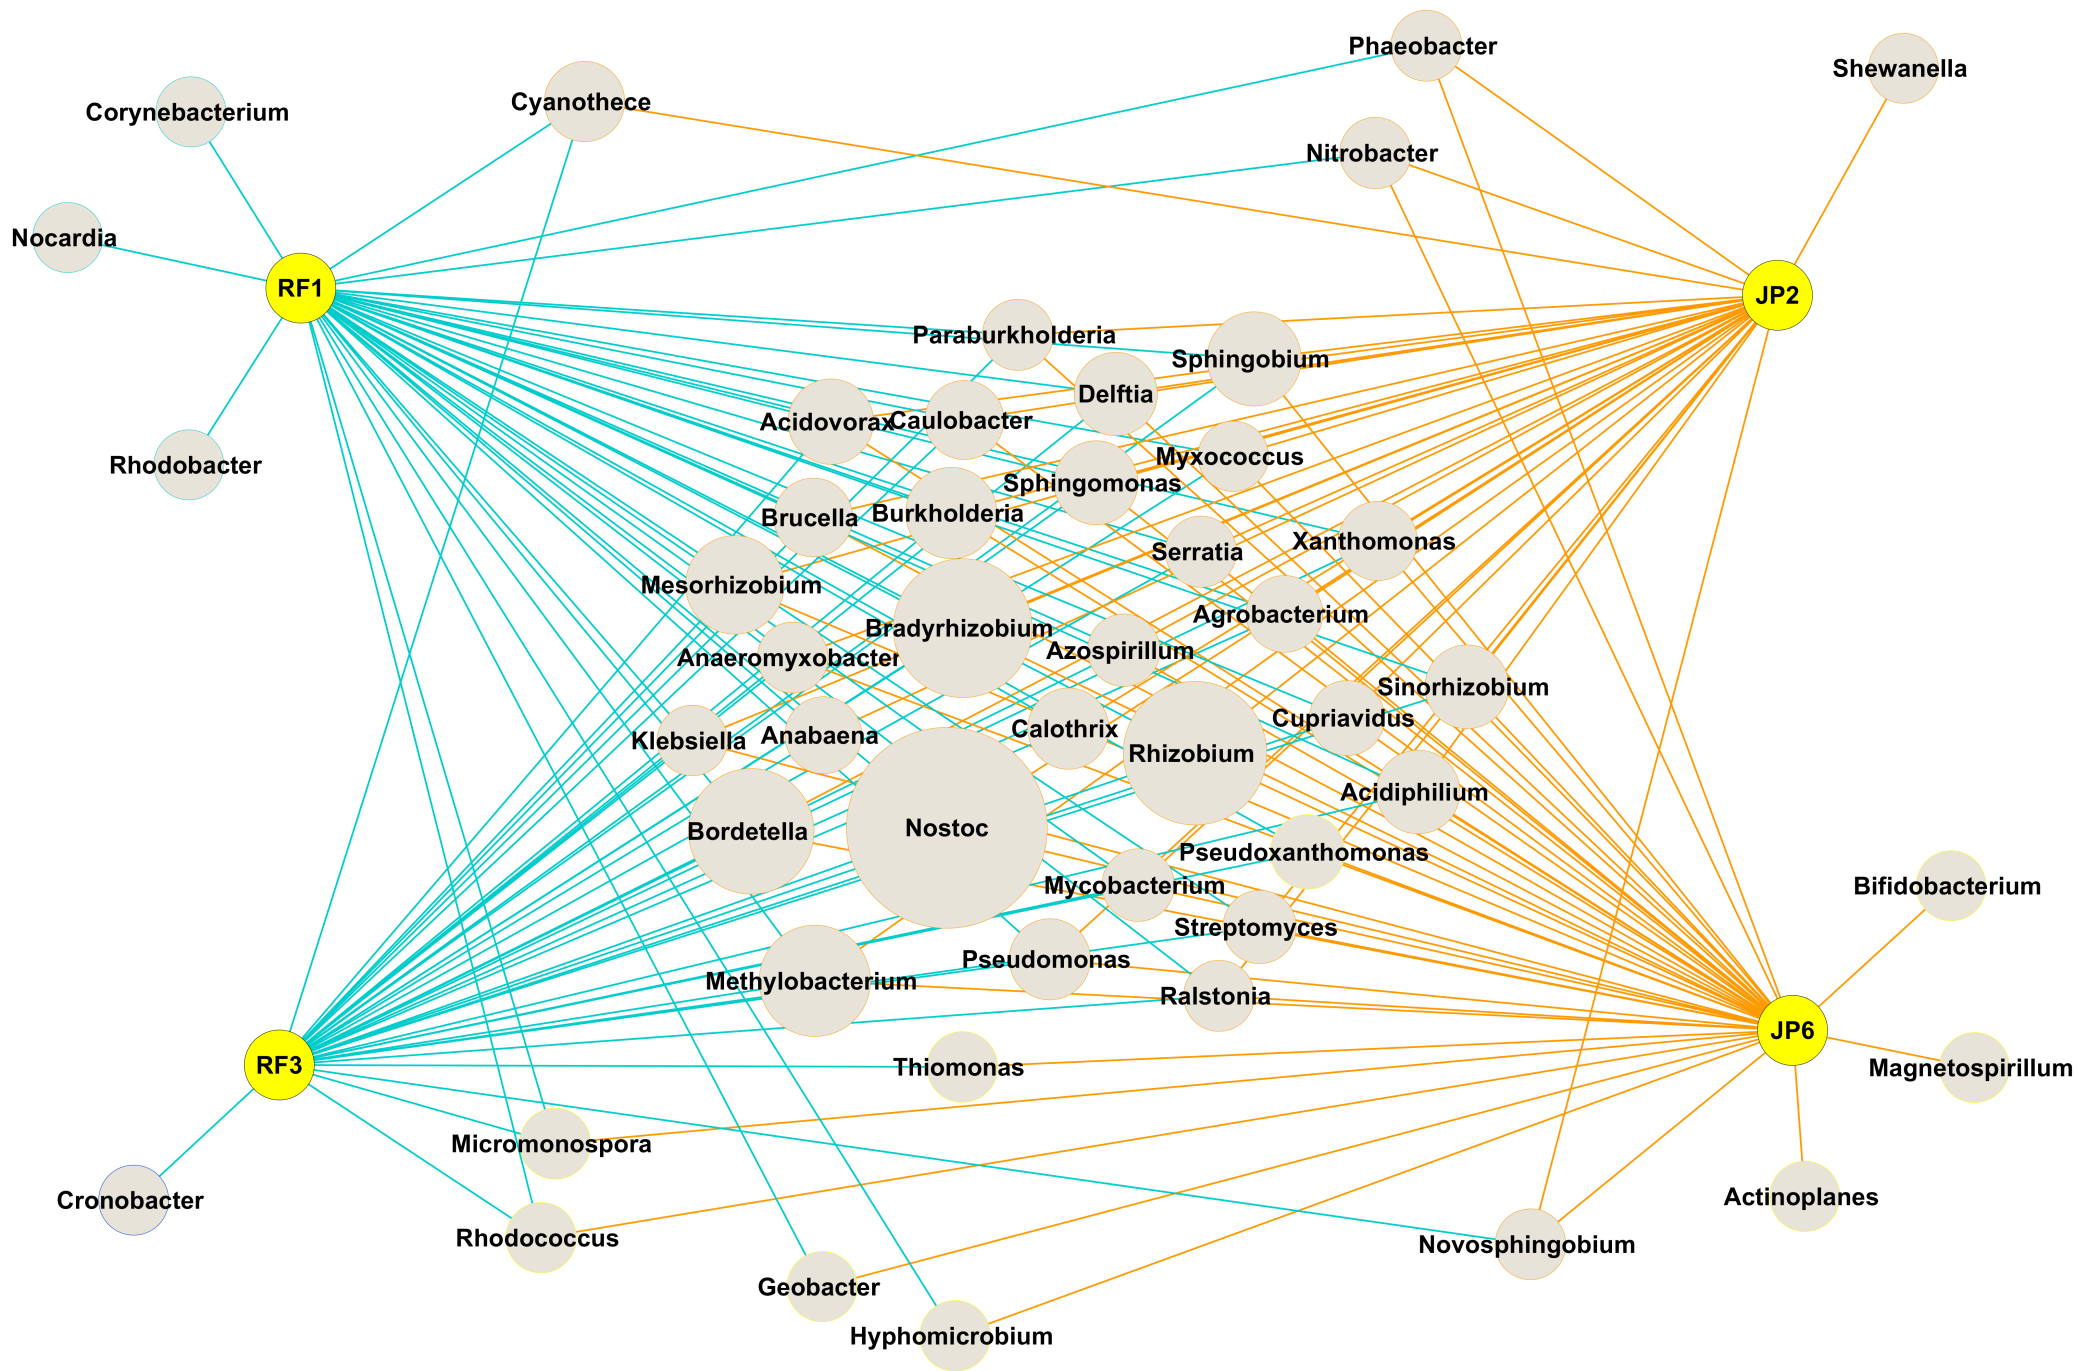 Phaeobacter
Shewanella
Cyanothece
Corynebacterium
Nitrobacter
Nocardia
RF1
JP2
Paraburkholderia
Sphingobium
Delftia
Acidovorax
Caulobacter
Myxococcus
Rhodobacter
Sphingomonas
Brucella
Burkholderia
Xanthomonas
Serratia
Mesorhizobium
Agrobacterium
Bradyrhizobium
Azospirillum
Anaeromyxobacter
Sinorhizobium
Cupriavidus
Calothrix
Anabaena
Klebsiella
Rhizobium
Acidiphilium
Nostoc
Bordetella
Pseudoxanthomonas
Mycobacterium
Bifidobacterium
Streptomyces
Pseudomonas
Methylobacterium
Ralstonia
JP6
RF3
Thiomonas
Magnetospirillum
Micromonospora
Actinoplanes
Cronobacter
Rhodococcus
Novosphingobium
Geobacter
Hyphomicrobium